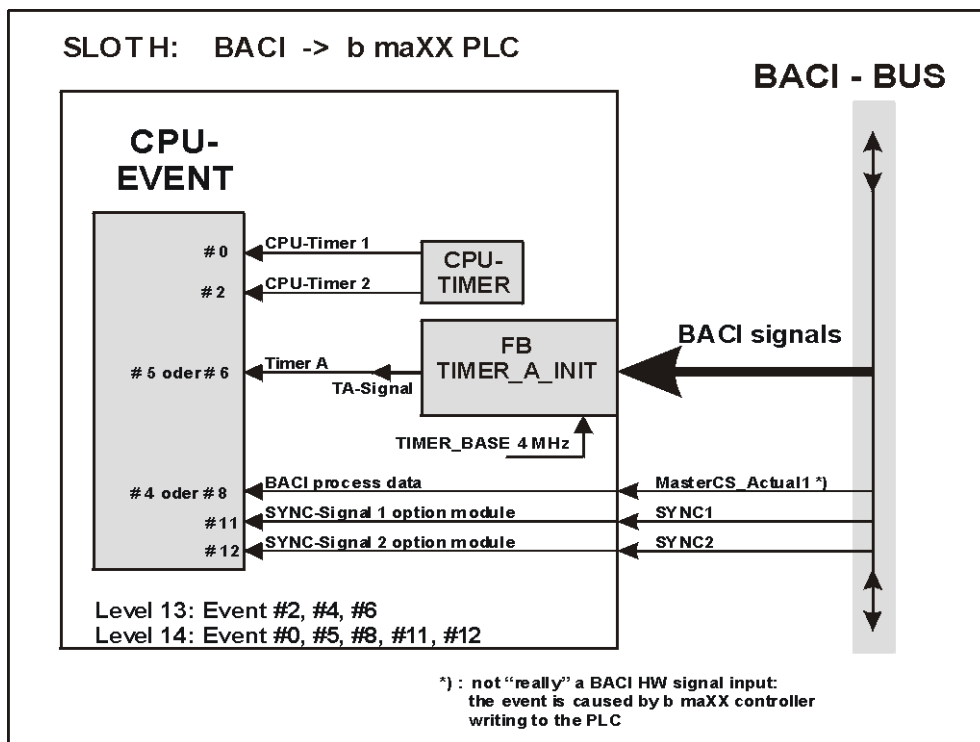 SLOT H: BACI -> b maXX PLC
BACI - BUS
CPU-
EVENT
#0
CPU-Timer 1
CPU-
TIMER
#2
CPU-Timer 2
BACI signals
FB
TIMER_A_INIT
#5 oder #6
Timer A
TA-Signal
TIMER_BASE 4 MHz
#4 oder #8
BACI process data
MasterCS_Actual1 *)
#11
SYNC-Signal 1 option module
SYNC1
#12
SYNC-Signal 2 option module
SYNC2
Level 13: Event #2, #4, #6
Level 14: Event #0, #5, #8, #11, #12
*) : not "really" a BACI HW signal input:
the event is caused by b maXX controller
writing to the PLC